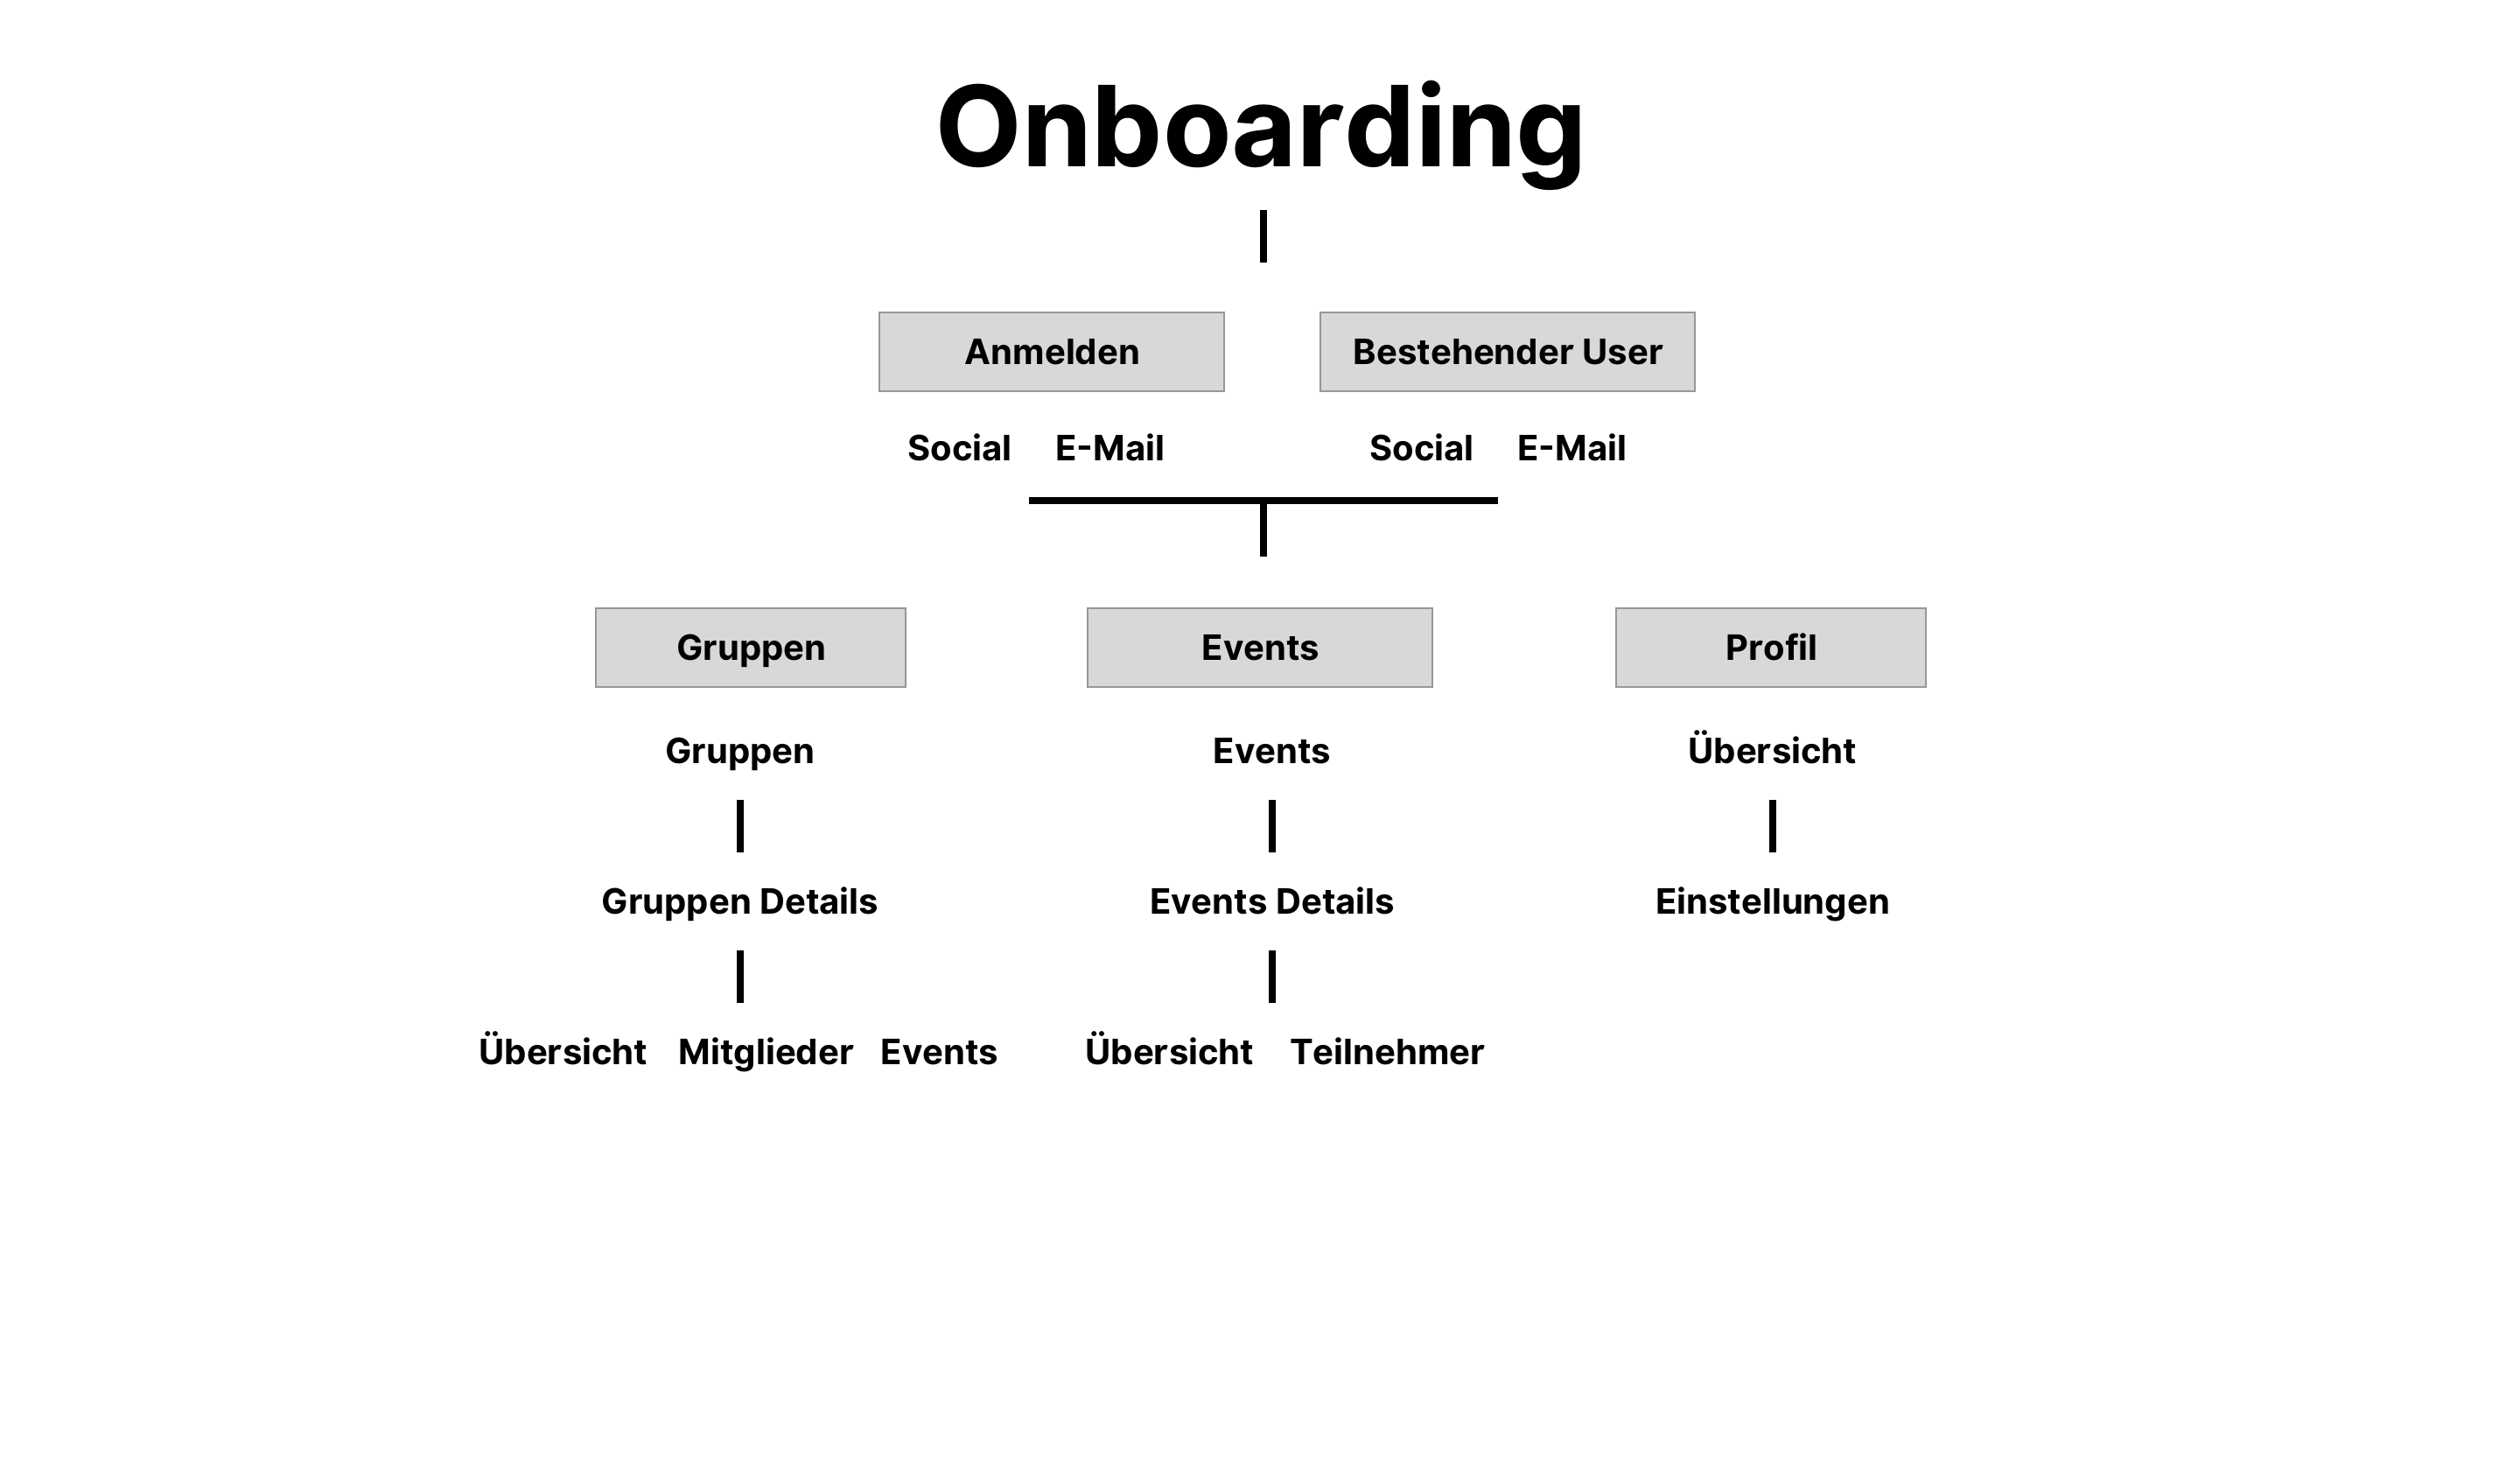 Onboarding
Anmelden Bestehender User
Social E-Mail Social E-Mail
Gruppen Events Profil
Gruppen Events Übersicht
Gruppen Details Events Details Einstellungen
Übersicht Mitglieder Events Übersicht Teilnehmer